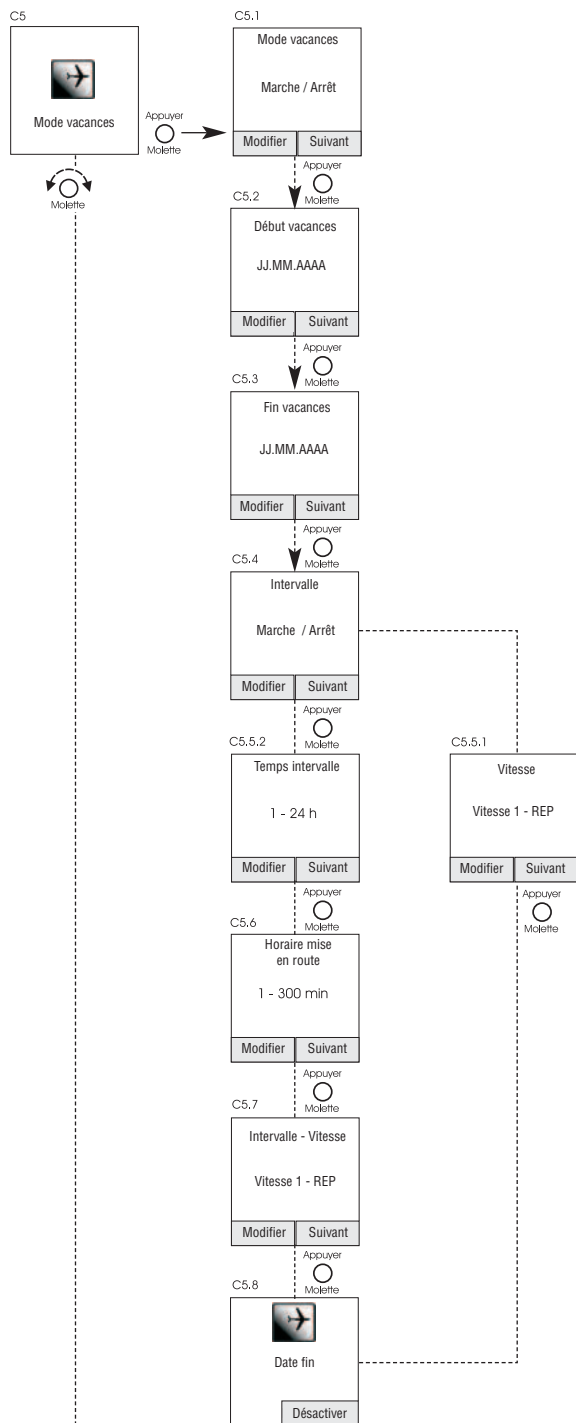 C5
Mode vacances
Appuyer
Molette
Molette
C5.1
Mode vacances
Marche / Arrêt
Modifier Suivant
Appuyer
Molette
C5.2
Début vacances
JJ.MM.AAAA
Modifier Suivant
Appuyer
Molette
C5.3
Fin vacances
JJ.MM.AAAA
Modifier Suivant
Appuyer
Molette
C5.4
Intervalle
Marche / Arrêt
Modifier Suivant
Appuyer
Molette
C5.5.2
Temps intervalle
1 - 24 h
Modifier Suivant
Appuyer
Molette
C5.5.1
Vitesse
Vitesse 1 - REP
Modifier Suivant
Appuyer
Molette
C5.6
Horaire mise
en route
1 - 300 min
Modifier Suivant
Appuyer
Molette
C5.7
Intervalle - Vitesse
Vitesse 1 - REP
Modifier Suivant
Appuyer
Molette
C5.8
Date fin
Désactiver